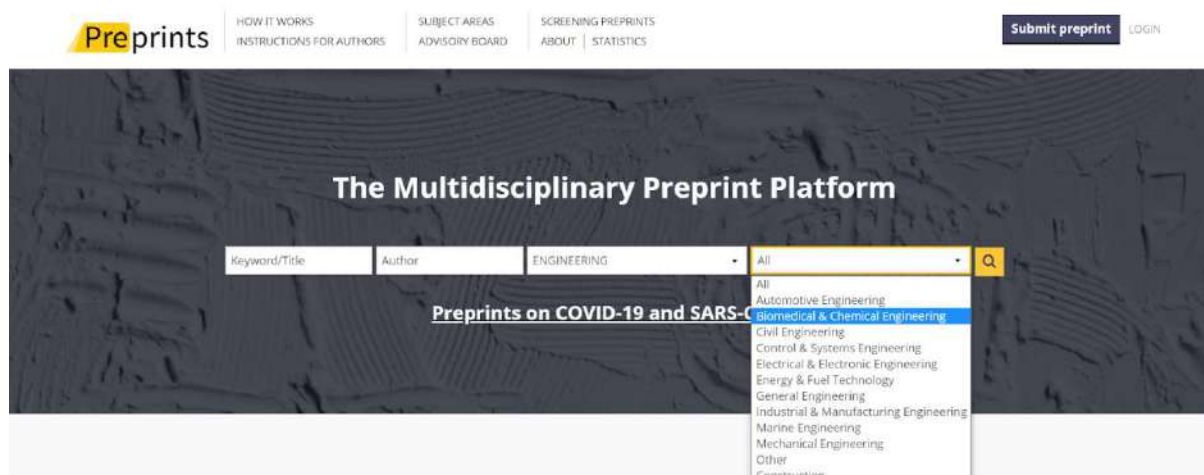 Preprints
HOW IT WORKS
INSTRUCTIONS FOR AUTHORS
SUBJECT AREAS
ADVISORY BOARD
SCREENING PREPRINTS
ABOUT | STATISTICS
Submit preprint
LOGIN
The Multidisciplinary Preprint Platform
Keyword/Title
Author
ENGINEERING
All
Preprints on COVID-19 and SARS-
All
Automotive Engineering
Biomedical & Chemical Engineering
Civil Engineering
Control & Systems Engineering
Electrical & Electronic Engineering
Energy & Fuel Technology
General Engineering
Industrial & Manufacturing Engineering
Marine Engineering
Mechanical Engineering
Other
Construction